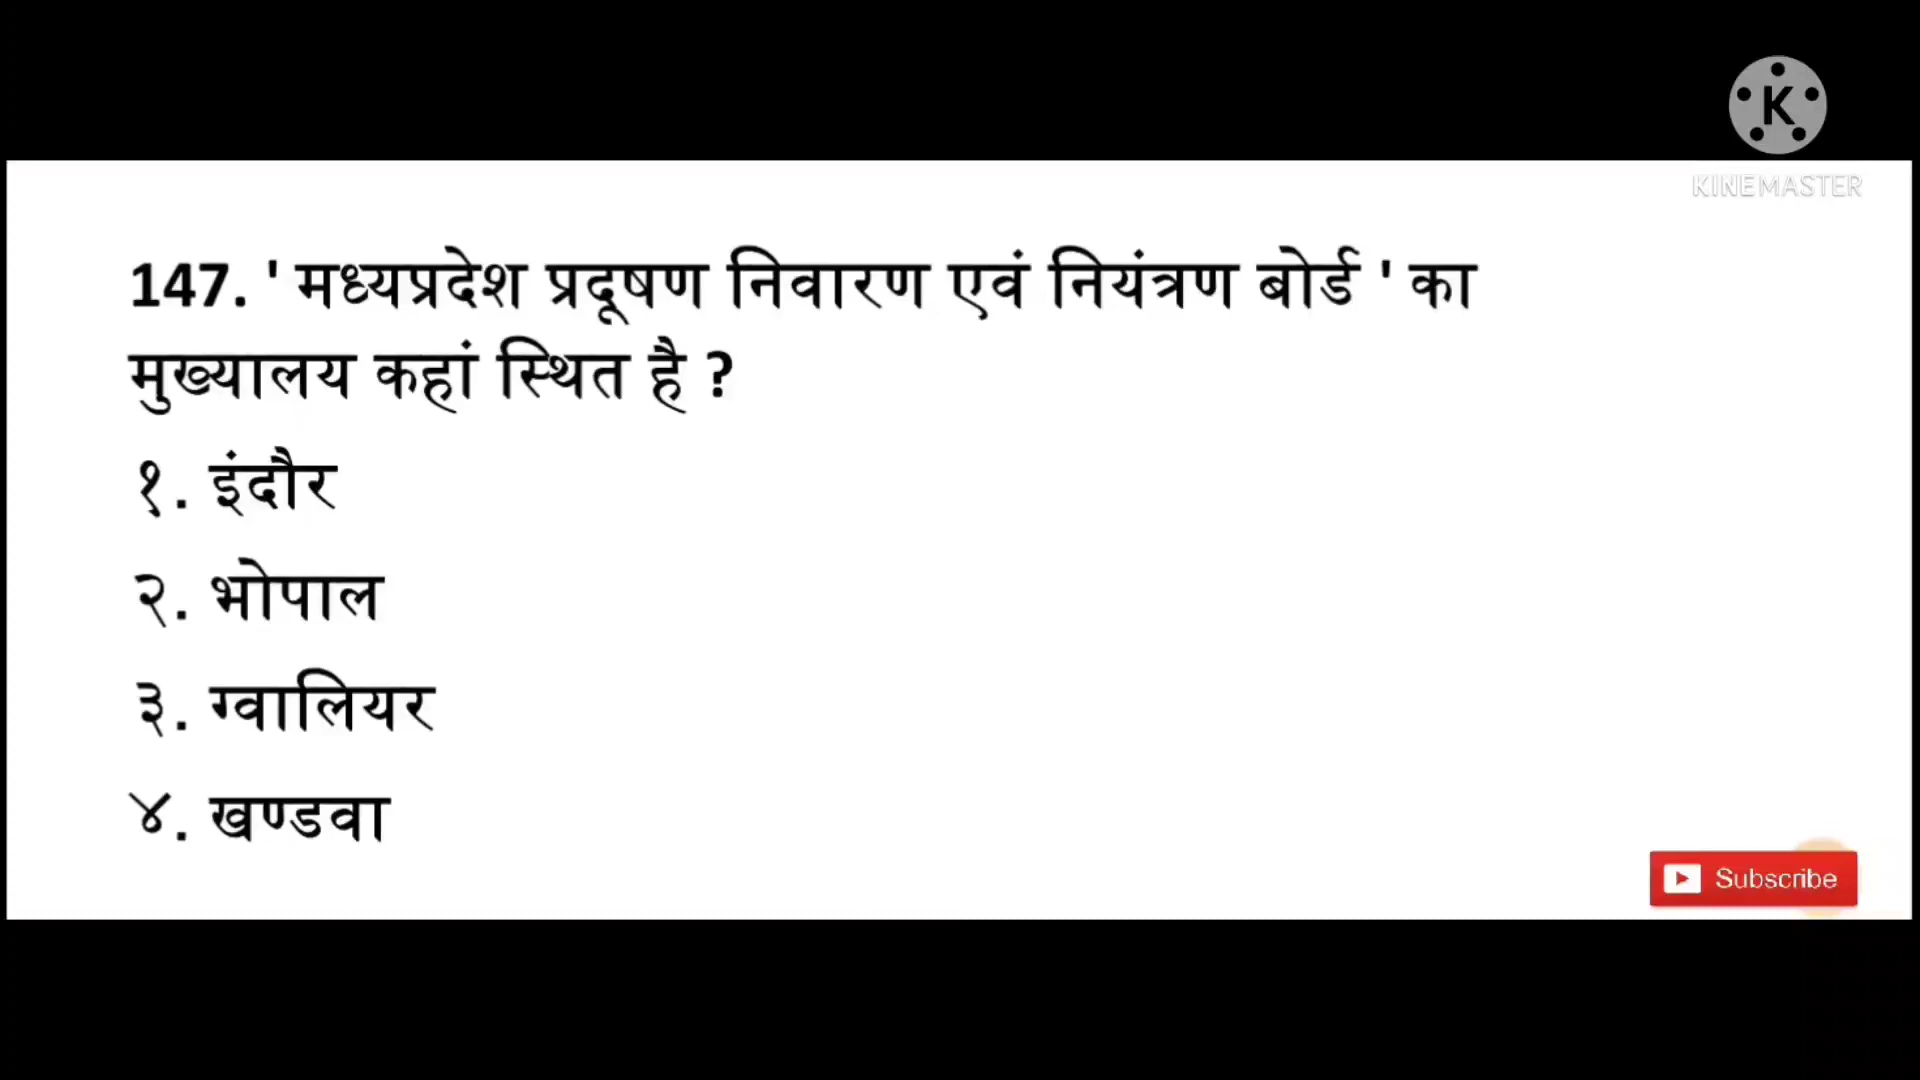 K
KINEMASTER
147. ' मध्यप्रदेश प्रदूषण निवारण एवं नियंत्रण बोर्ड ' का
मुख्यालय कहां स्थित है ?
१. इंदौर
२. भोपाल
३. ग्वालियर
४. खण्डवा
Subscribe